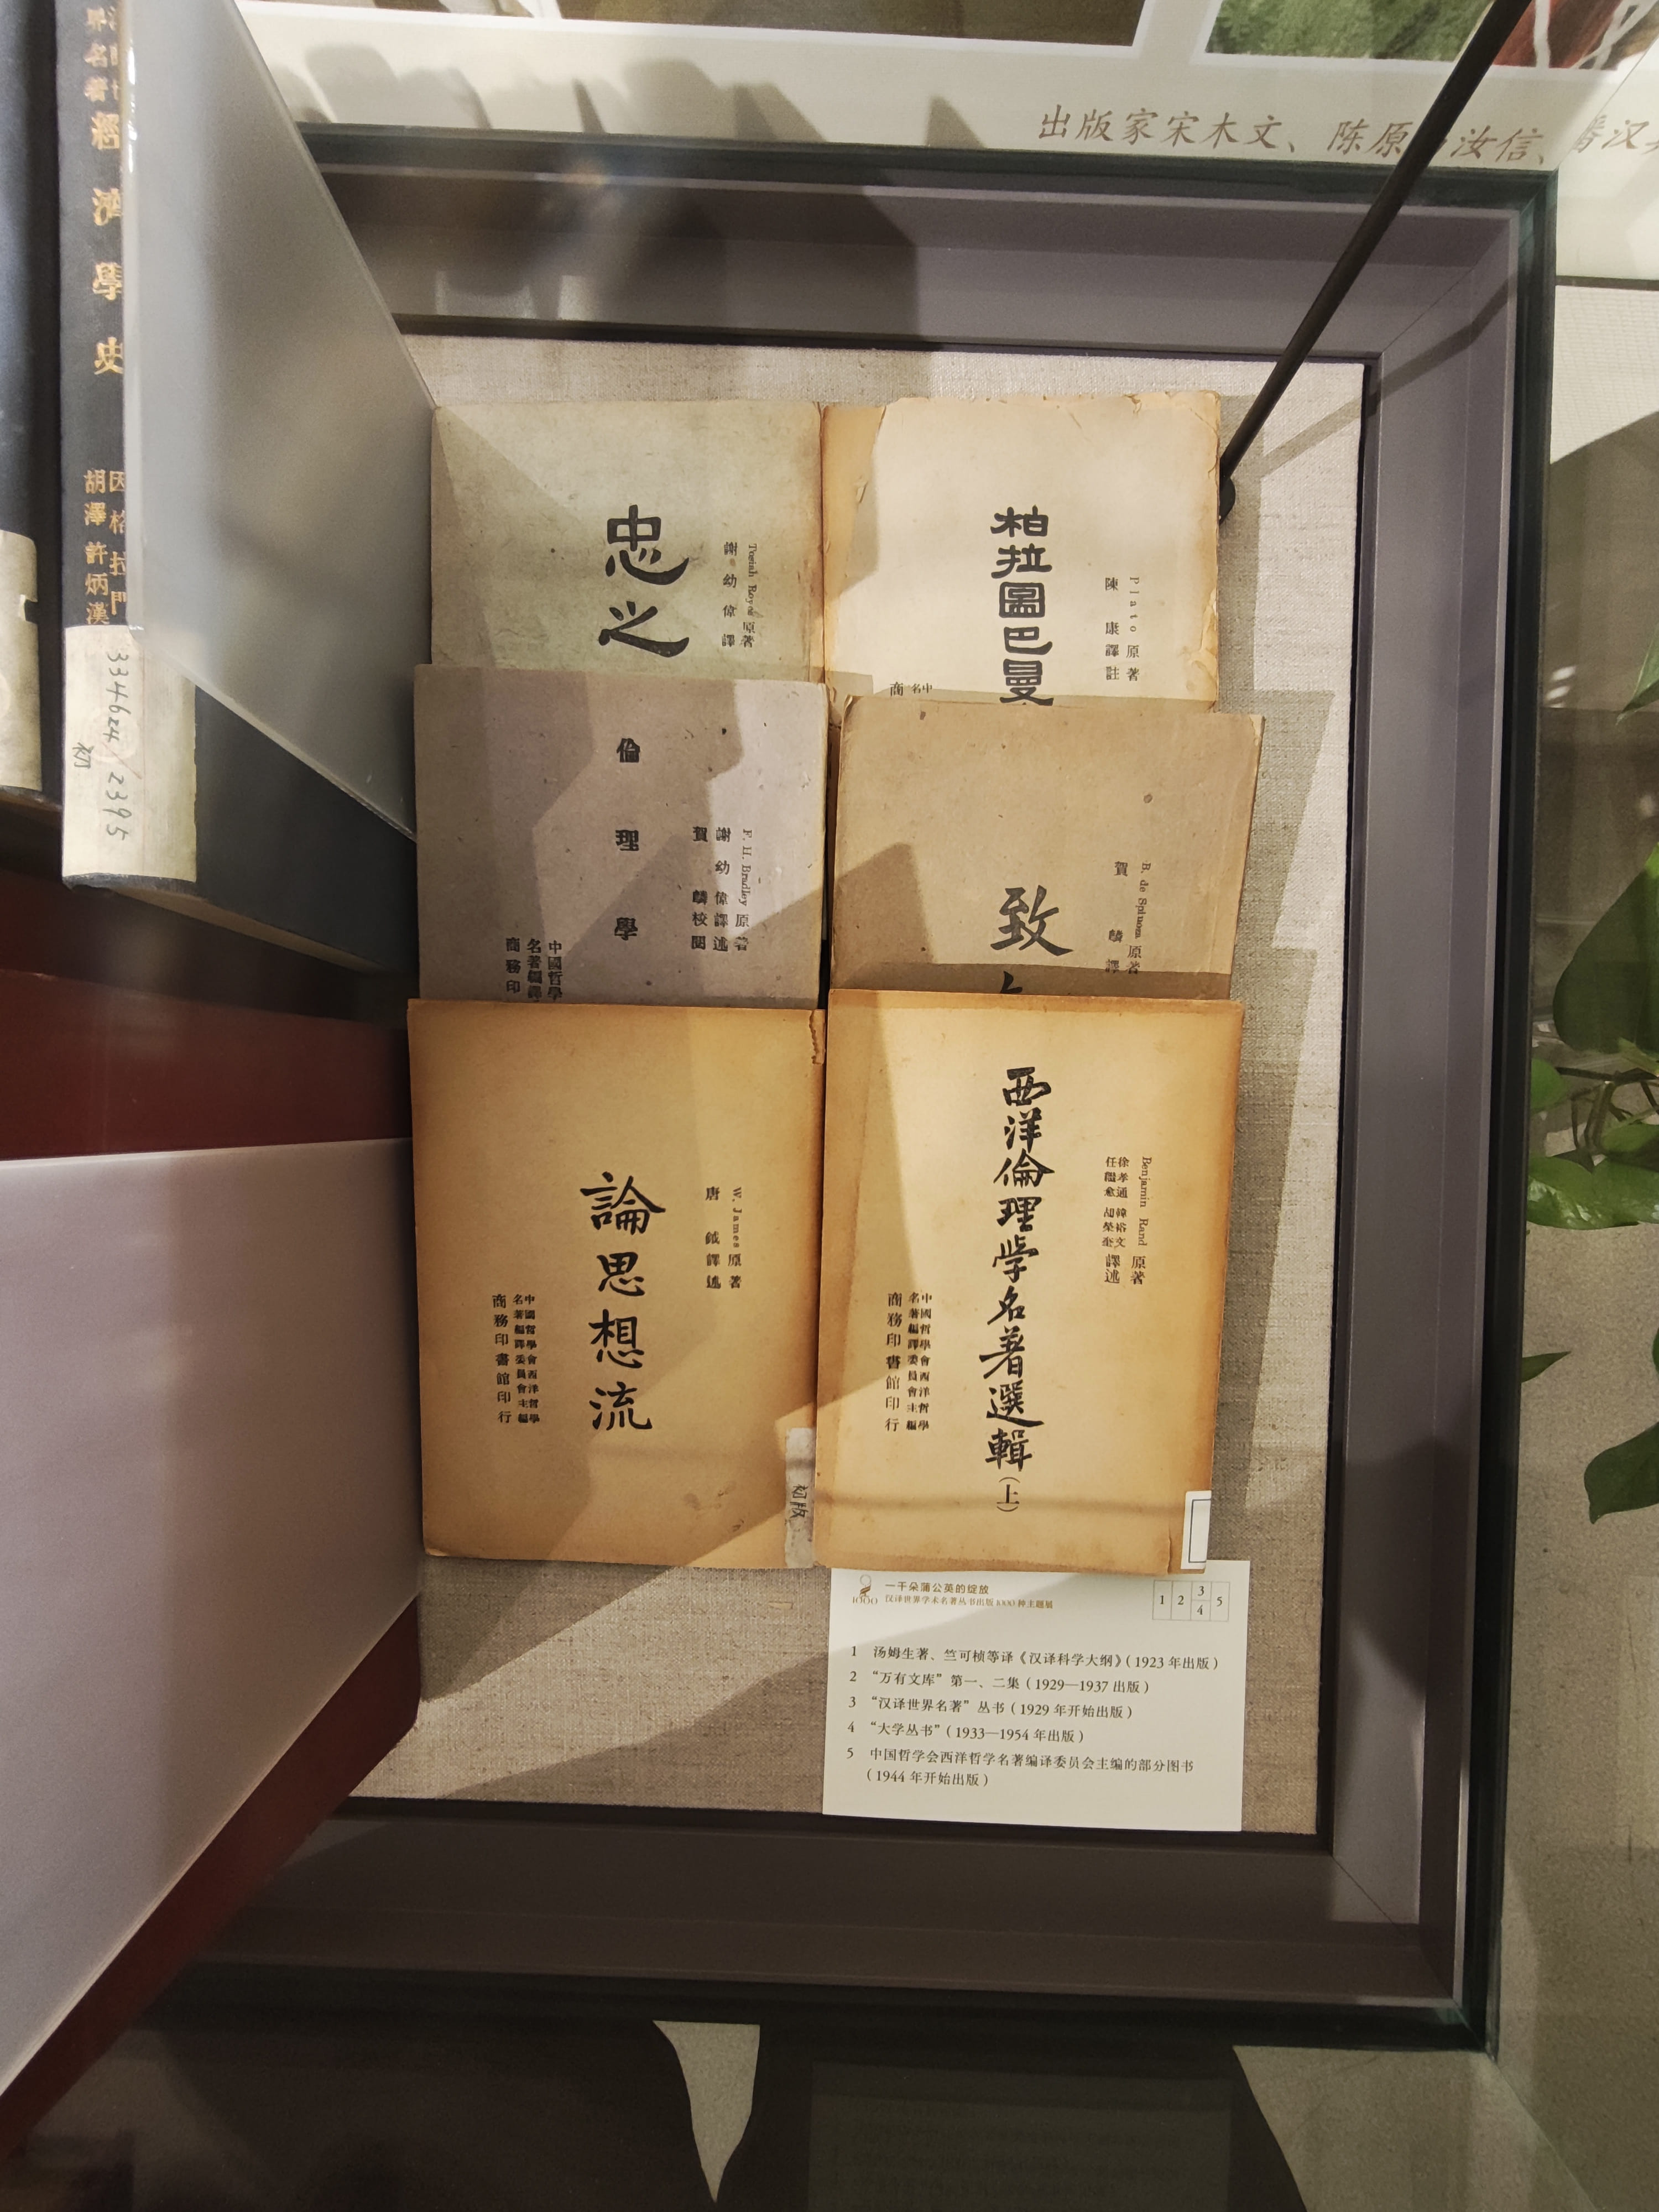 出版家宋木文、陈原
汝信、
汉
界名著
經濟學史
因格拉門
胡澤 許炳漢
334644/2395
初
忠之
Josiah Royce 原著
謝幼偉譯
柏拉圖巴曼
Plato 原著
陳康譯註
中
名
商
倫理學
F. H. Bradley 原著
謝幼偉譯述
賀麟校閱
中國哲學
名著編譯
商務印
致
B. de Spinoza 原著
賀麟譯
論思想流
W. James 原著
唐鉞譯述
中國哲學會西洋哲學
名著編譯委員會主編
商務印書館印行
初版
西洋倫理学名著選輯(上)
Benjamin Rand 原著
徐孝通 韓裕文
任繼愈 胡榮奎 譯述
中國哲學會西洋哲學
名著編譯委員會主編
商務印書館印行
1000
一千朵蒲公英的绽放
汉译世界学术名著丛书出版1000种主题展
1 2 3 4 5
1 汤姆生著、竺可桢等译《汉译科学大纲》(1923年出版)
2 “万有文库”第一、二集(1929—1937出版)
3 “汉译世界名著”丛书(1929年开始出版)
4 “大学丛书”(1933—1954年出版)
5 中国哲学会西洋哲学名著编译委员会主编的部分图书
(1944年开始出版)